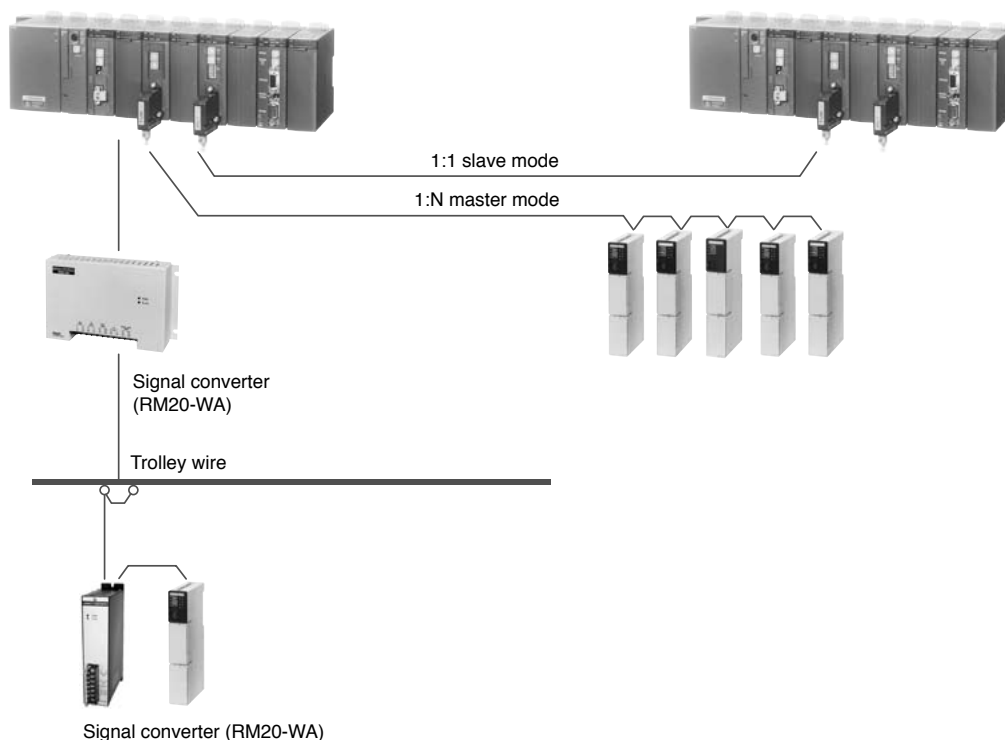 1:1 slave mode
1:N master mode
Signal converter
(RM20-WA)
Trolley wire
Signal converter (RM20-WA)